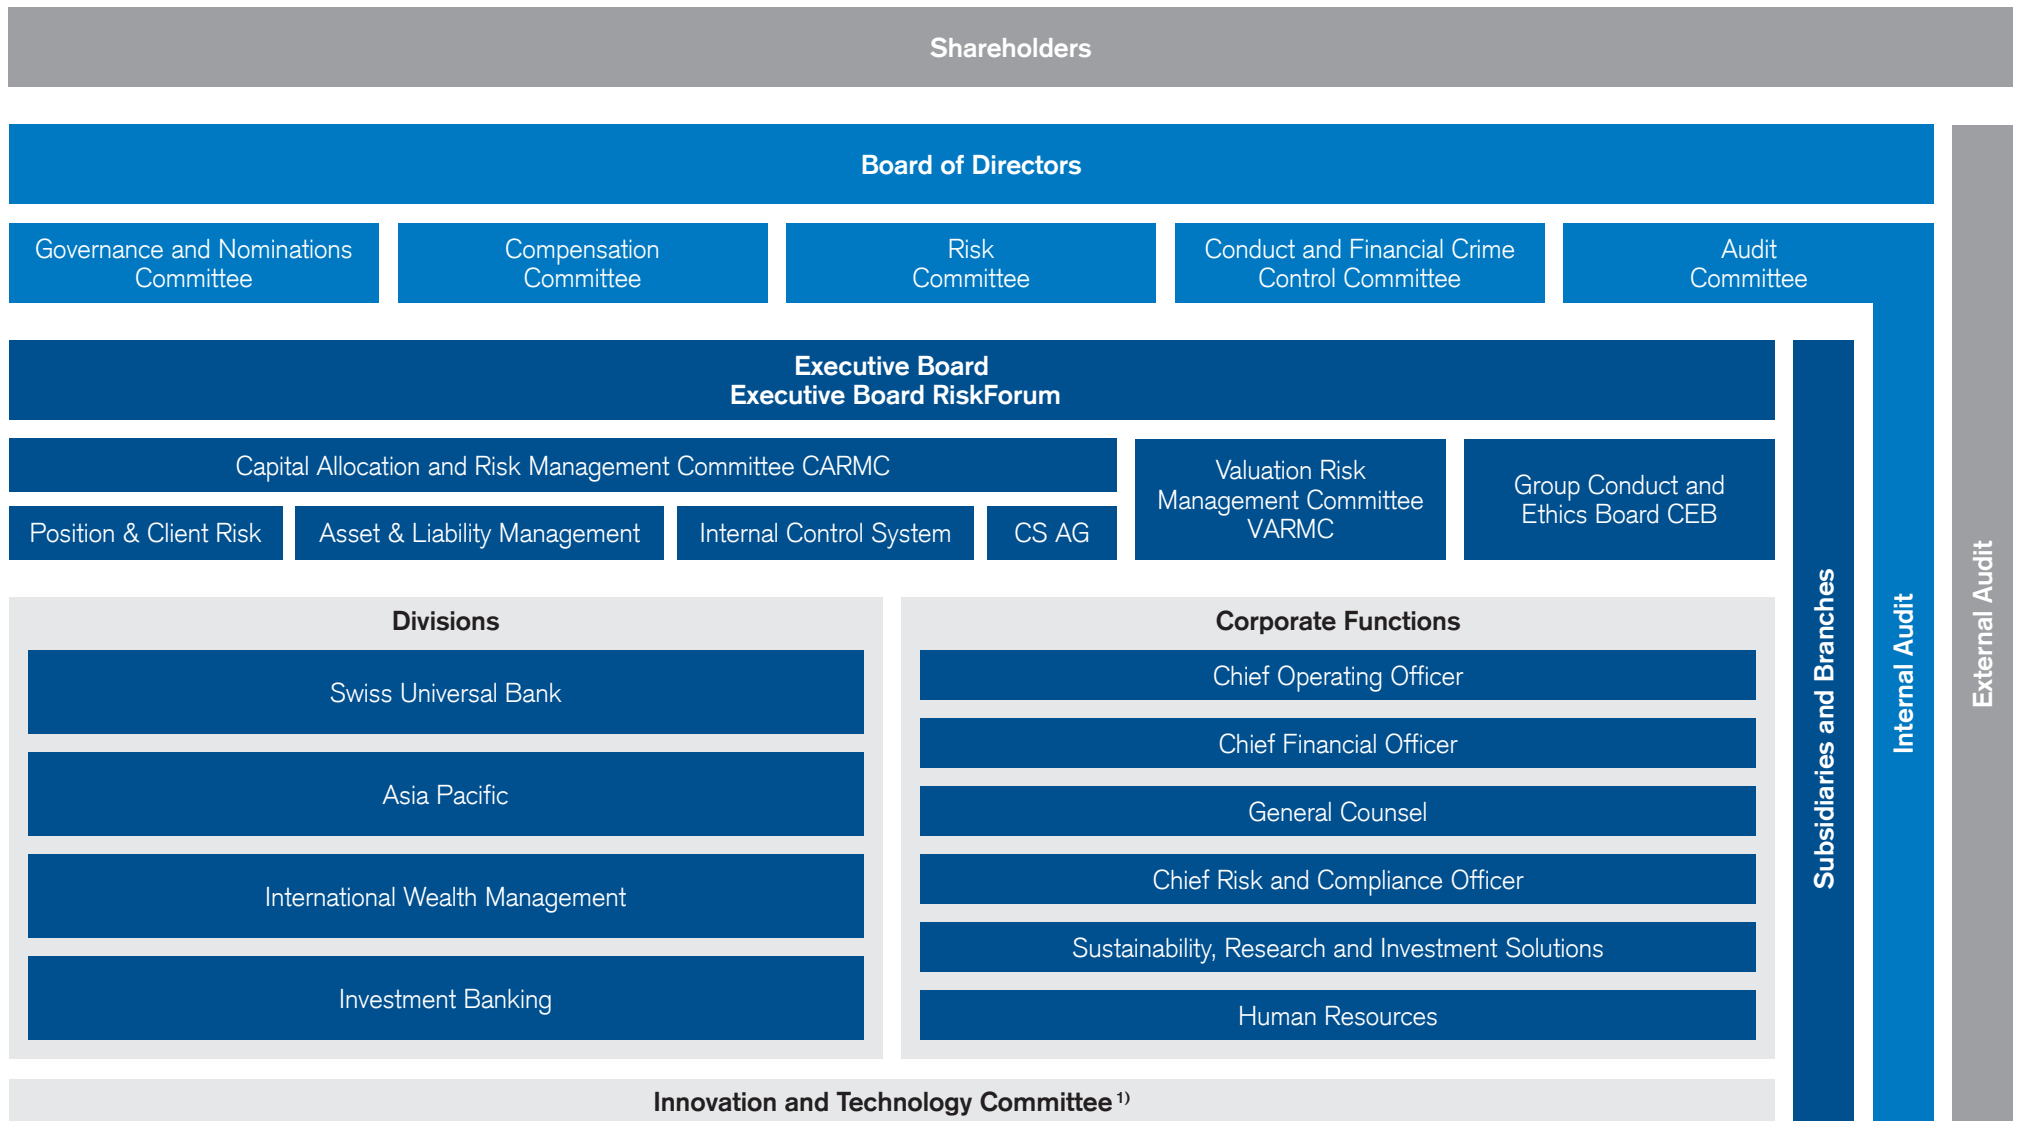 Shareholders
Board of Directors
Governance and Nominations
Committee
Compensation
Committee
Risk
Committee
Conduct and Financial Crime
Control Committee
Audit
Committee
Executive Board
Executive Board RiskForum
Capital Allocation and Risk Management Committee CARMC
Position & Client Risk
Asset & Liability Management
Internal Control System
CS AG
Valuation Risk
Management Committee
VARMC
Group Conduct and
Ethics Board CEB
Divisions
Swiss Universal Bank
Asia Pacific
International Wealth Management
Investment Banking
Corporate Functions
Chief Operating Officer
Chief Financial Officer
General Counsel
Chief Risk and Compliance Officer
Sustainability, Research and Investment Solutions
Human Resources
Innovation and Technology Committee 1)
Subsidiaries and Branches
Internal Audit
External Audit